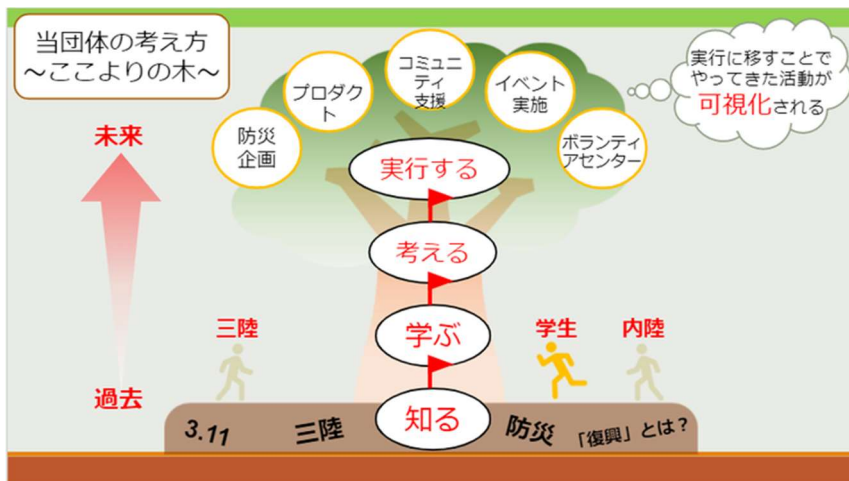 当団体の考え方
～ここよりの木～
コミュニ
ティ
支援
プロダク
ト
イベント
実施
防災
企画
ボランティ
アセンター
実行に移すことで
やってきた活動が
可視化される
未来
実行する
考える
三陸
学ぶ
学生
内陸
過去
知る
3.11
三陸
防災
「復興」とは？